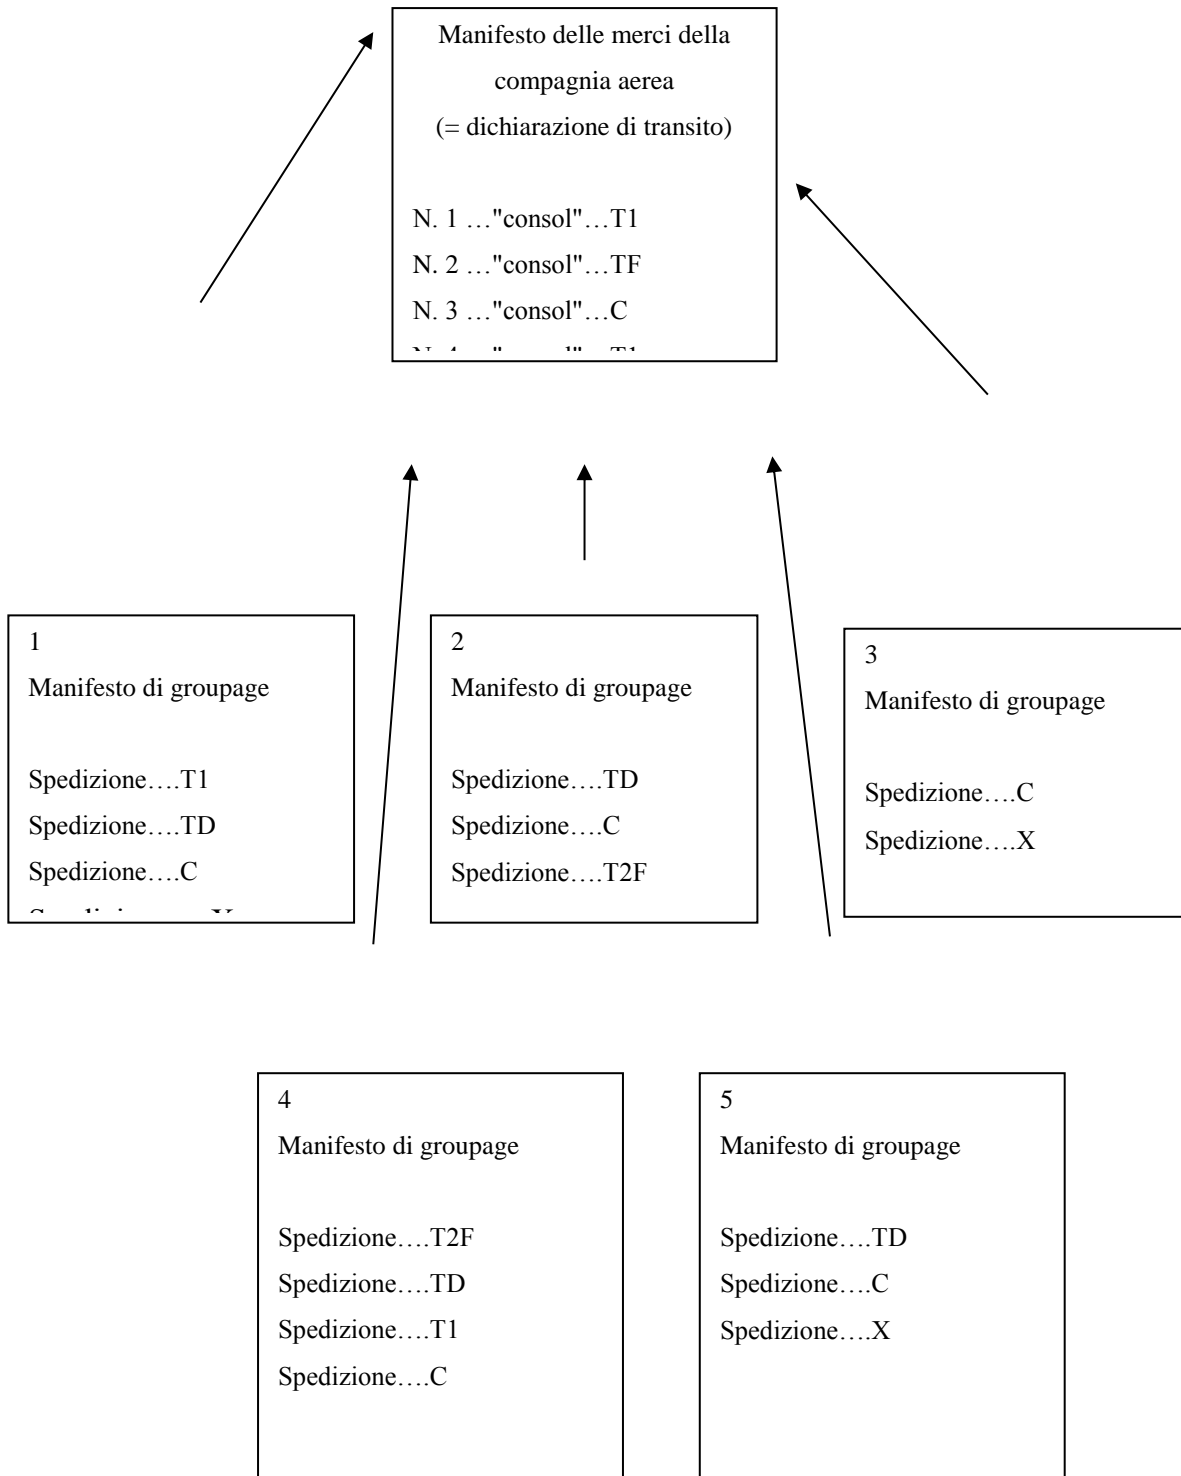 Manifesto delle merci della
compagnia aerea
(= dichiarazione di transito)
N. 1 …"consol"…T1
N. 2 …"consol"…TF
N. 3 …"consol"…C
1
Manifesto di groupage
Spedizione….T1
Spedizione….TD
Spedizione….C
2
Manifesto di groupage
Spedizione….TD
Spedizione….C
Spedizione….T2F
3
Manifesto di groupage
Spedizione….C
Spedizione….X
4
Manifesto di groupage
Spedizione….T2F
Spedizione….TD
Spedizione….T1
Spedizione….C
5
Manifesto di groupage
Spedizione….TD
Spedizione….C
Spedizione….X